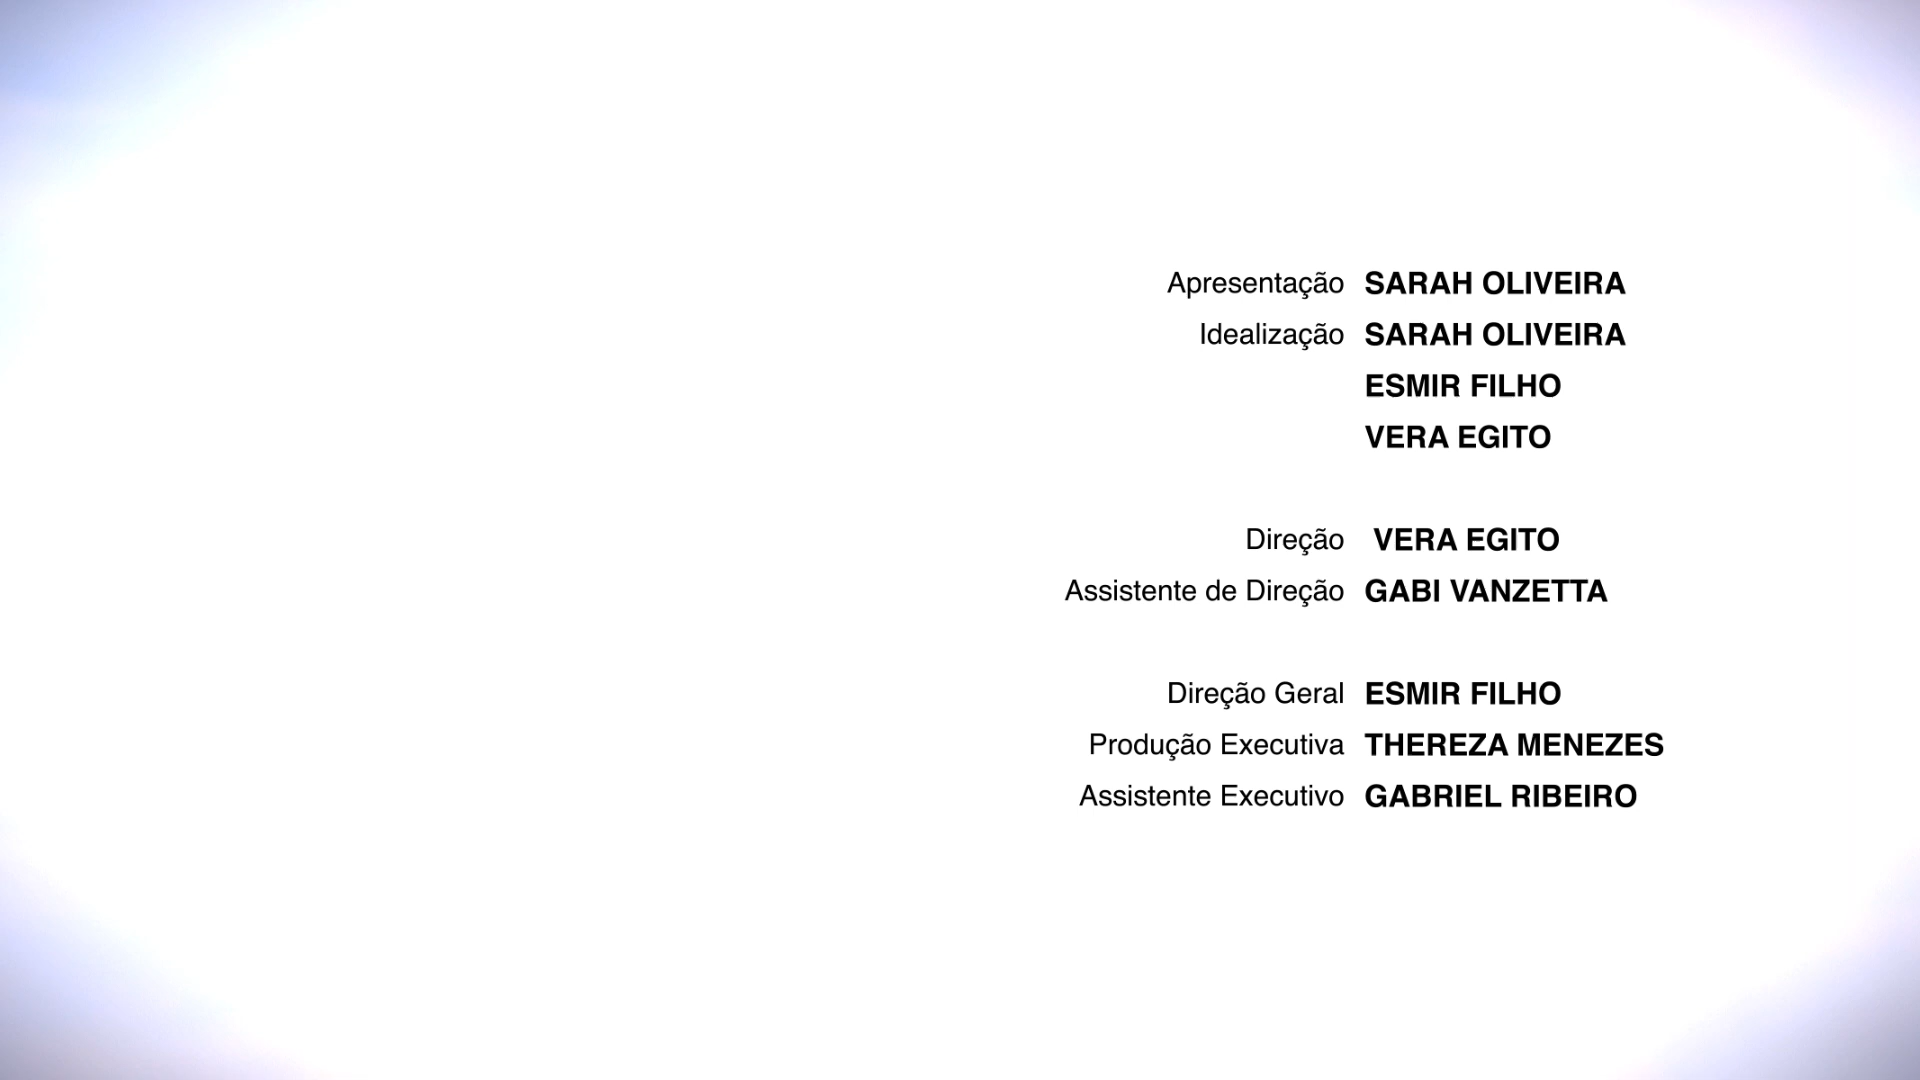 Apresentação SARAH OLIVEIRA
Idealização SARAH OLIVEIRA
ESMIR FILHO
VERA EGITO
Direção VERA EGITO
Assistente de Direção GABI VANZETTA
Direção Geral ESMIR FILHO
Produção Executiva THEREZA MENEZES
Assistente Executivo GABRIEL RIBEIRO